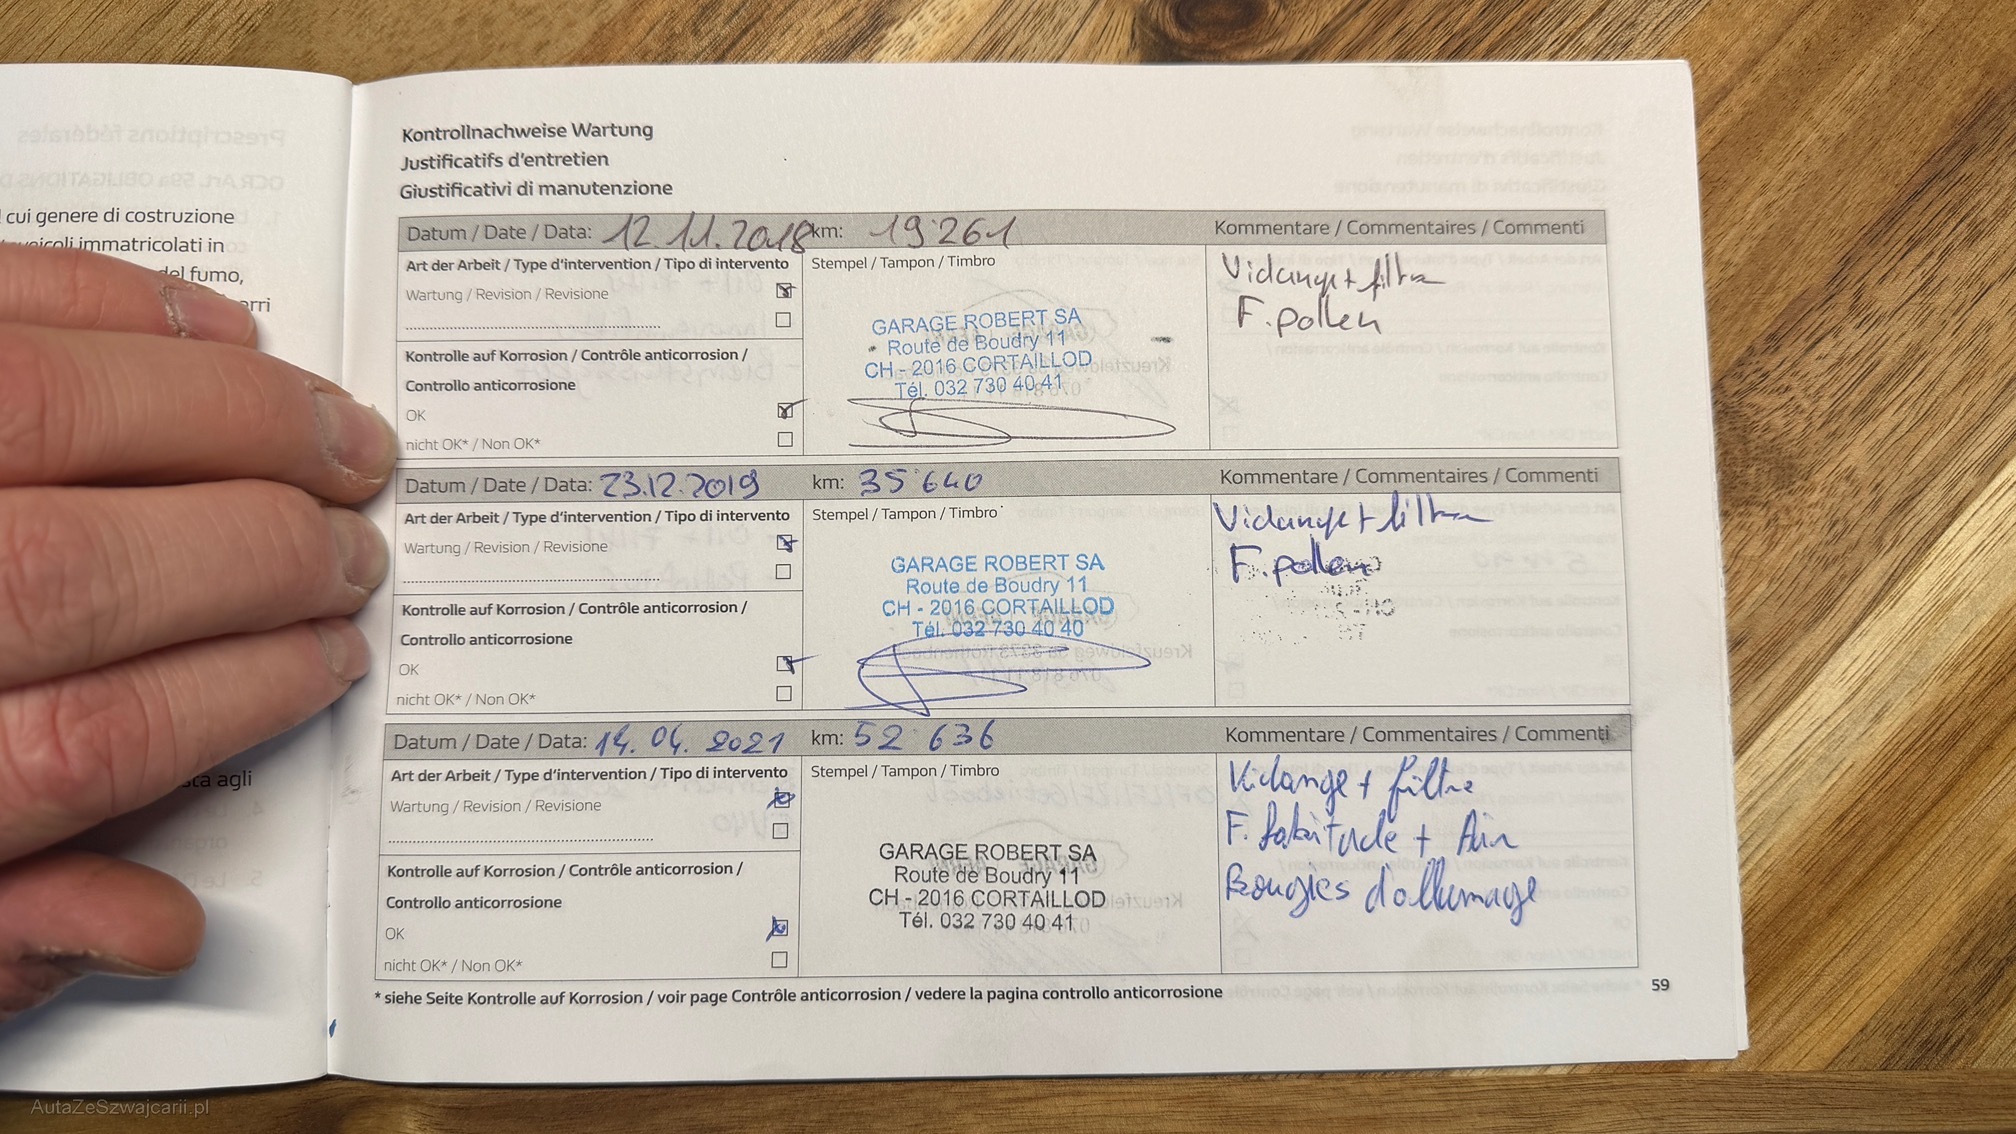 Kontrollnachweise Wartung
Justificatifs d'entretien
Giustificativi di manutenzione
Datum / Date / Data: 12.11.2018 km: 19'261 Kommentare / Commentaires / Commenti
Art der Arbeit / Type d'intervention / Tipo di intervento
Wartung / Revision / Revisione
Stempel / Tampon / Timbro
GARAGE ROBERT SA
Route de Boudry 11
CH - 2016 CORTAILLOD
Tél. 032 730 40 41
Vidange + filtre
F. pollen
Kontrolle auf Korrosion / Contrôle anticorrosion /
Controllo anticorrosione
OK
nicht OK* / Non OK*
Datum / Date / Data: 23.12.2019 km: 35'640 Kommentare / Commentaires / Commenti
Art der Arbeit / Type d'intervention / Tipo di intervento
Wartung / Revision / Revisione
Stempel / Tampon / Timbro
GARAGE ROBERT SA
Route de Boudry 11
CH - 2016 CORTAILLOD
Tél. 032 730 40 40
Vidange + filtre
F. pollen
Kontrolle auf Korrosion / Contrôle anticorrosion /
Controllo anticorrosione
OK
nicht OK* / Non OK*
Datum / Date / Data: 14. 04. 2021 km: 52'636 Kommentare / Commentaires / Commenti
Art der Arbeit / Type d'intervention / Tipo di intervento
Wartung / Revision / Revisione
Stempel / Tampon / Timbro
GARAGE ROBERT SA
Route de Boudry 11
CH - 2016 CORTAILLOD
Tél. 032 730 40 41
Vidange + filtre
F. habitacle + Air
Bougies d'allumage
Kontrolle auf Korrosion / Contrôle anticorrosion /
Controllo anticorrosione
OK
nicht OK* / Non OK*
* siehe Seite Kontrolle auf Korrosion / voir page Contrôle anticorrosion / vedere la pagina controllo anticorrosione
59
cui genere di costruzione
immatricolati in
del fumo,
AutaZeSzwajcarii.pl